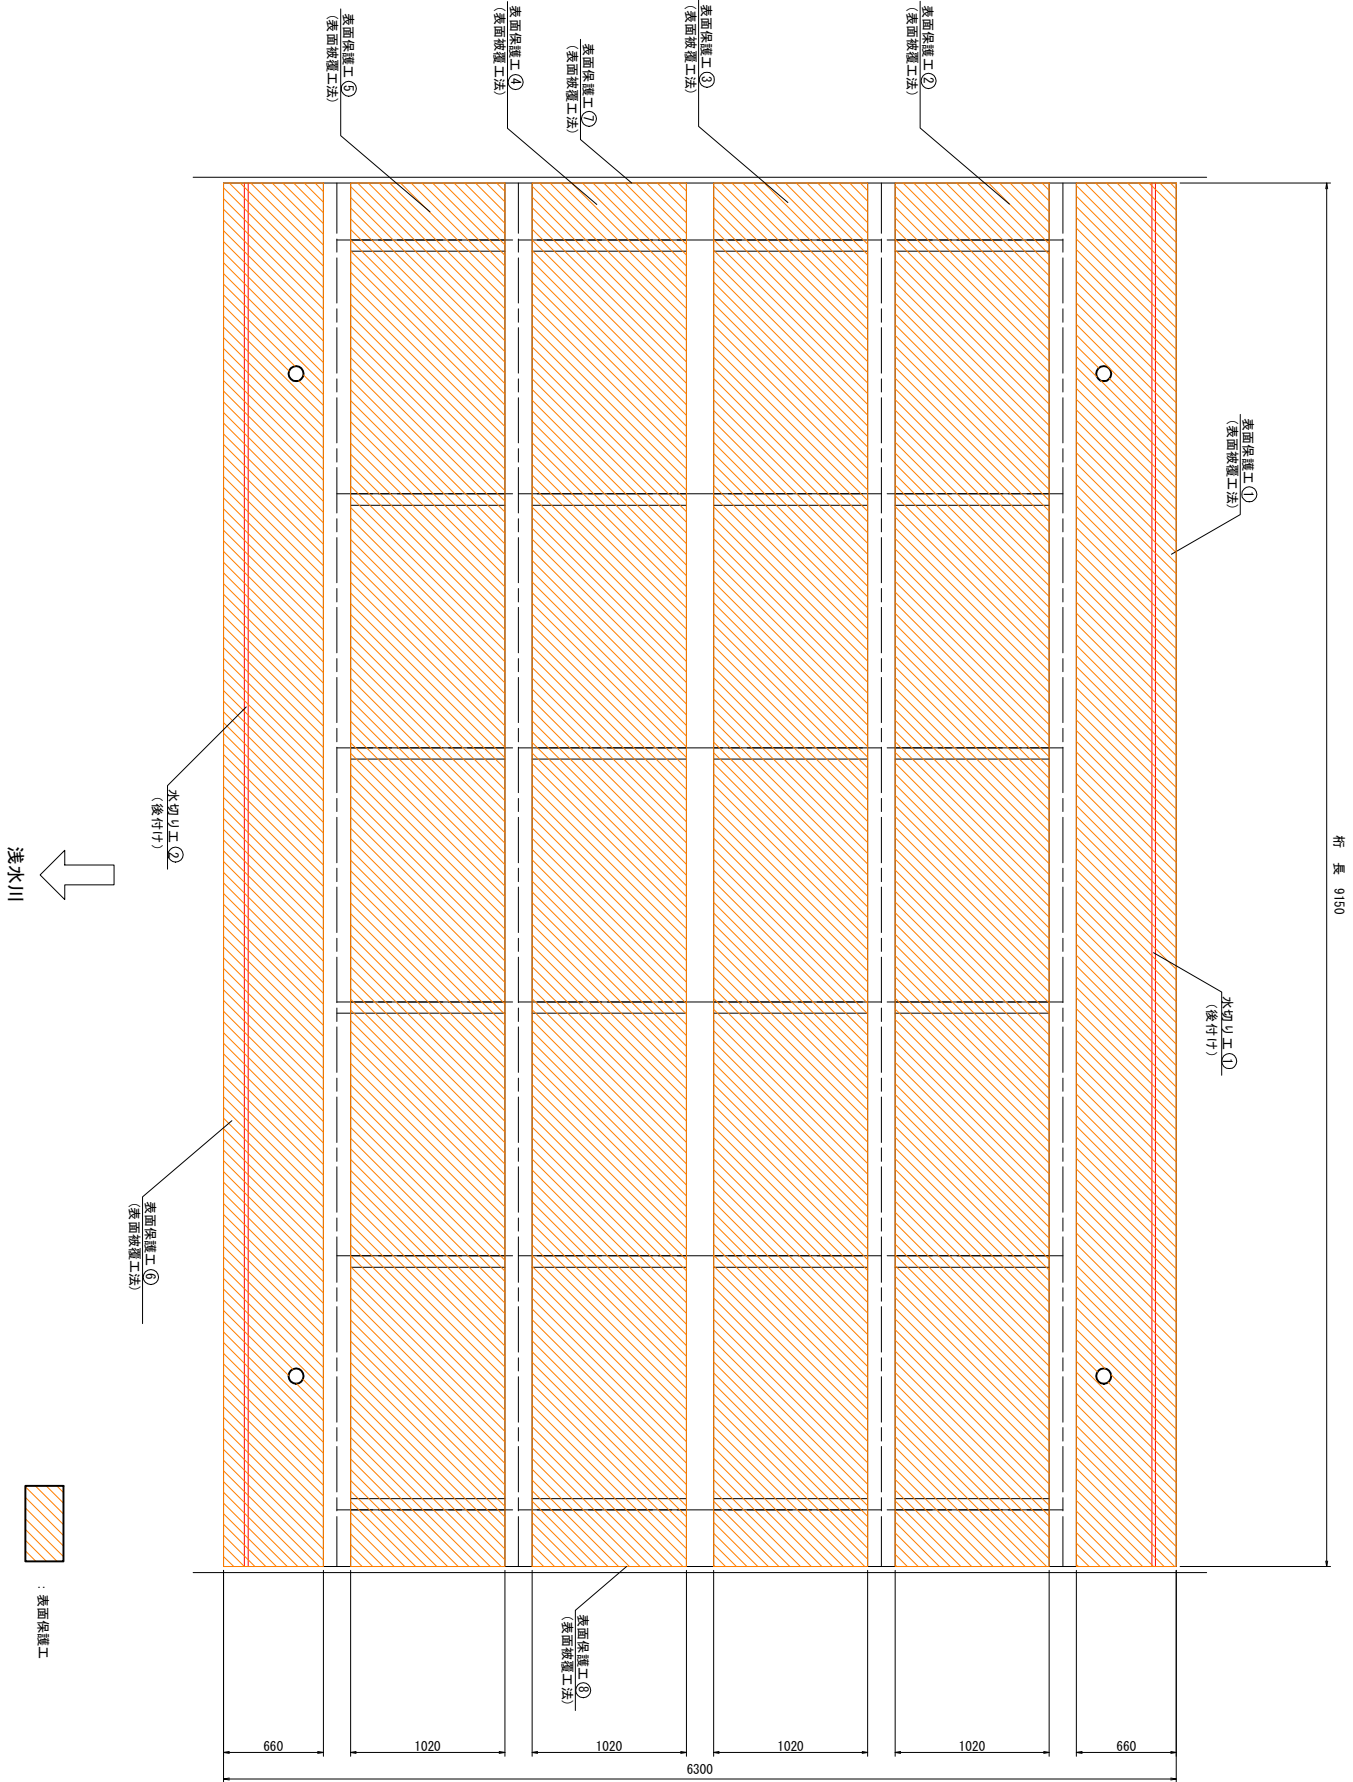 表面保護工⑤
(表面被覆工法)
表面保護工④
(表面被覆工法)
表面保護工⑦
(表面被覆工法)
表面保護工③
(表面被覆工法)
表面保護工②
(表面被覆工法)
表面保護工①
(表面被覆工法)
桁 長 9150
水切り工①
(後付け)
水切り工②
(後付け)
浅水川
表面保護工⑥
(表面被覆工法)
表面保護工⑧
(表面被覆工法)
：表面保護工
660
1020
1020
1020
1020
660
6300